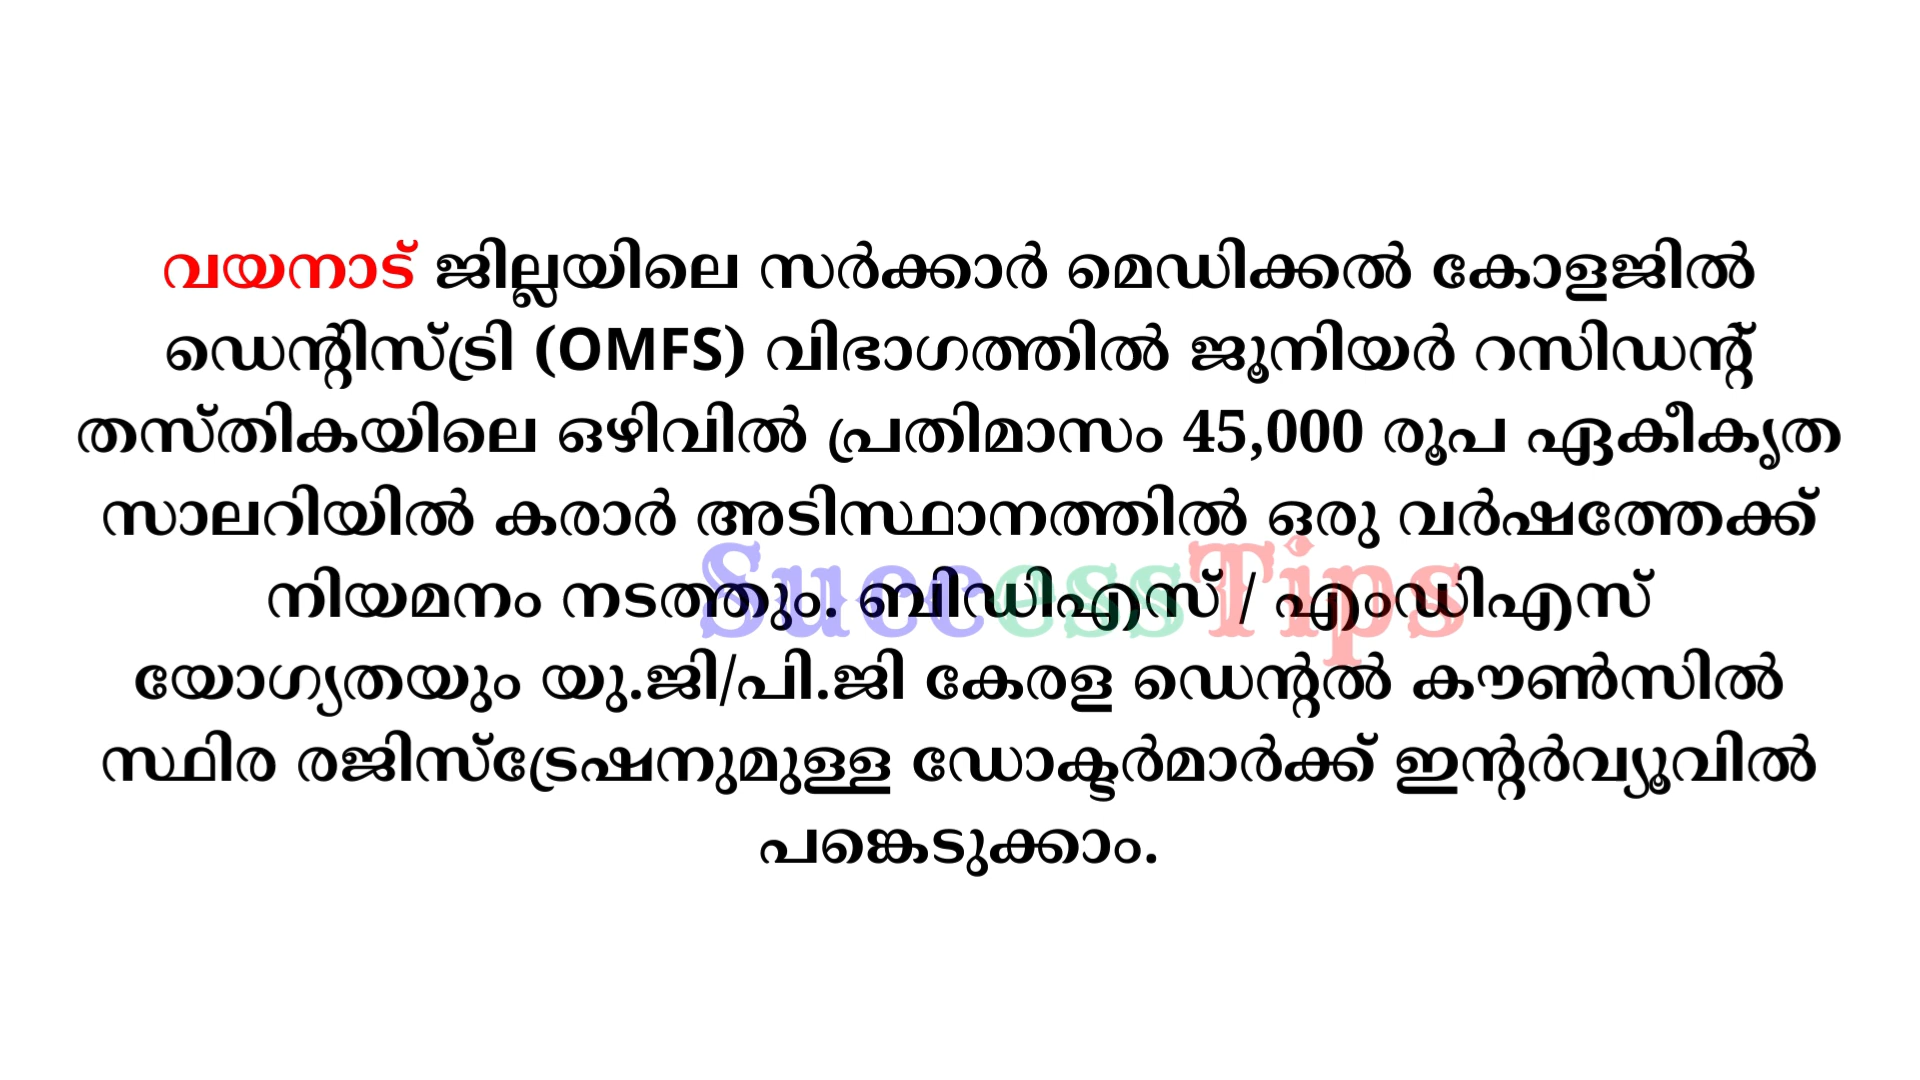 വയനാട് ജില്ലയിലെ സർക്കാർ മെഡിക്കൽ കോളജിൽ
ഡെന്റിസ്ട്രി (OMFS) വിഭാഗത്തിൽ ജൂനിയർ റസിഡന്റ്
തസ്തികയിലെ ഒഴിവിൽ പ്രതിമാസം 45,000 രൂപ ഏകീകൃത
സാലറിയിൽ കരാർ അടിസ്ഥാനത്തിൽ ഒരു വർഷത്തേക്ക്
നിയമനം നടത്തും. ബിഡിഎസ് / എംഡിഎസ്
യോഗ്യതയും യു.ജി/പി.ജി കേരള ഡെന്റൽ കൗൺസിൽ
സ്ഥിര രജിസ്ട്രേഷനുമുള്ള ഡോക്ടർമാർക്ക് ഇന്റർവ്യൂവിൽ
പങ്കെടുക്കാം.
SuccessTips